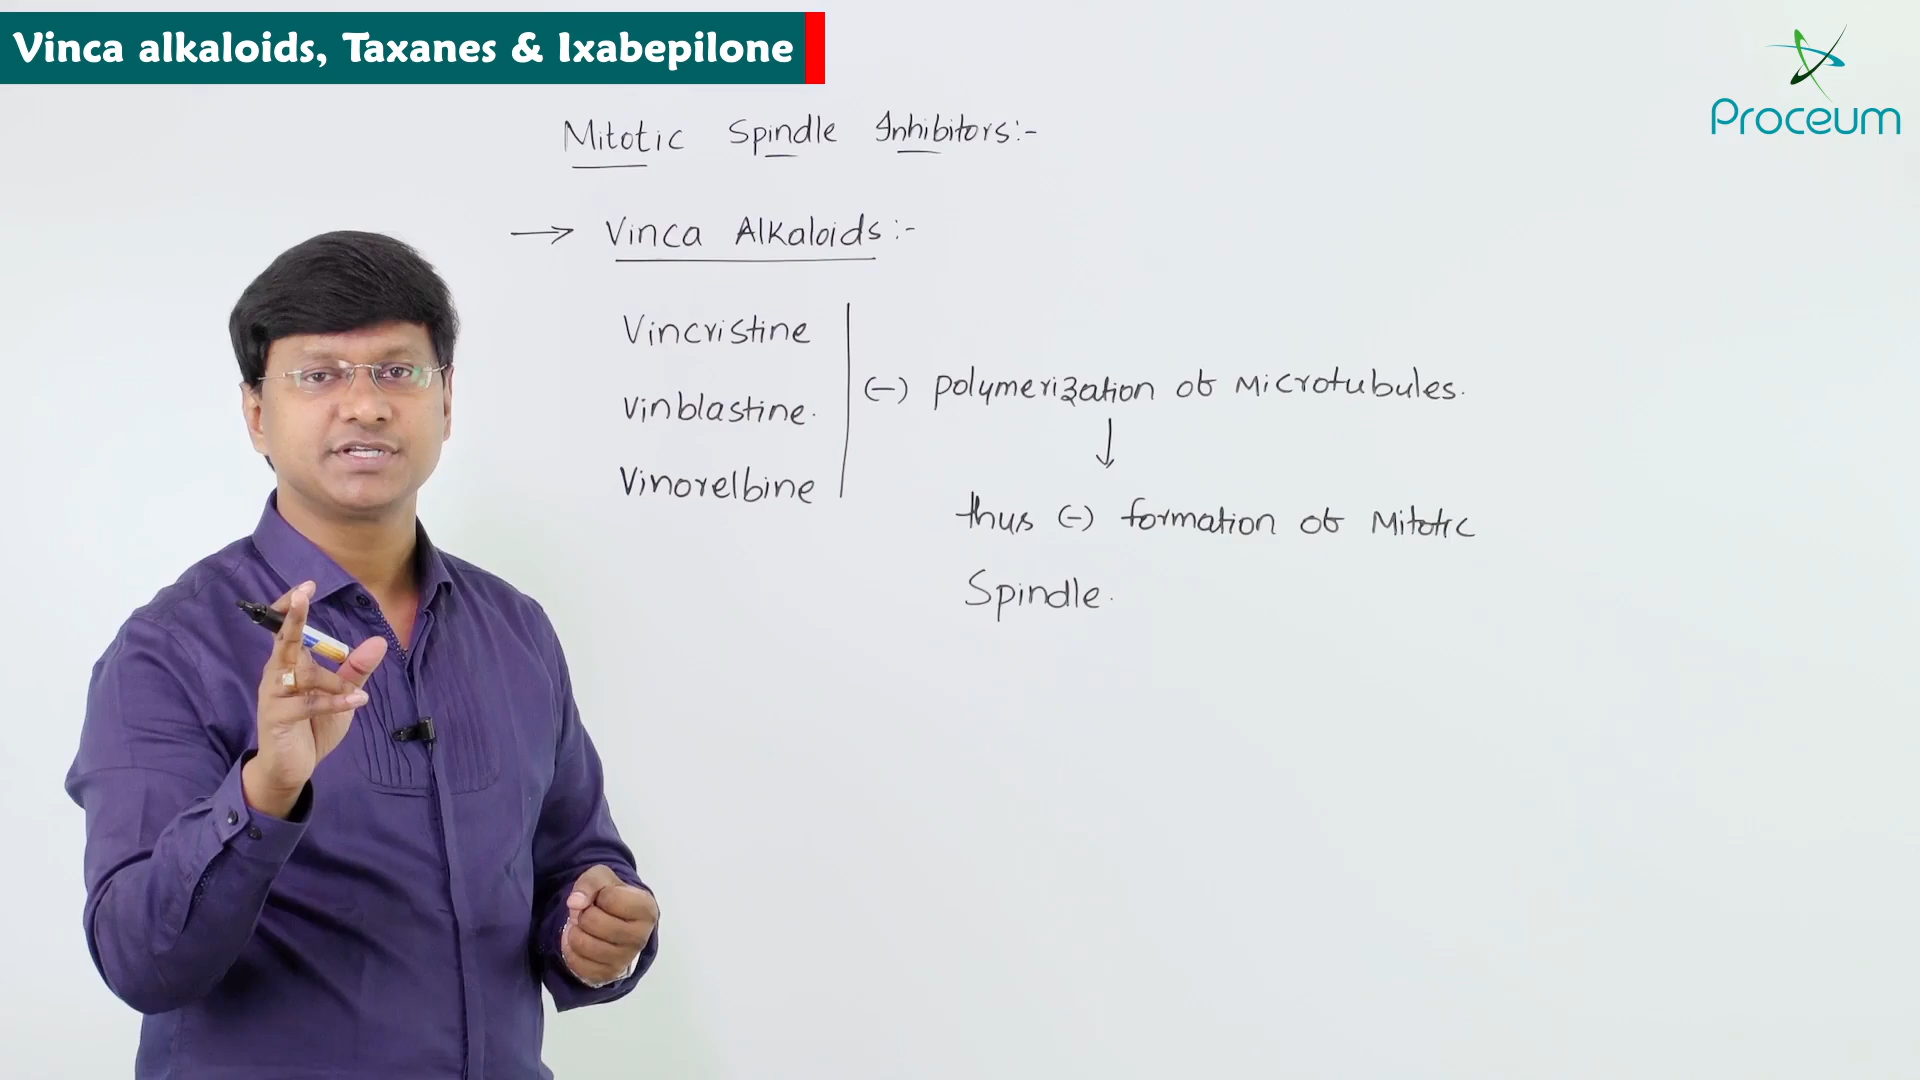 Vinca alkaloids, Taxanes & Ixabepilone
Proceum
Mitotic Spindle Inhibitors:-
→ Vinca Alkaloids:-
Vincristine
Vinblastine.
Vinorelbine
(-) polymerization of Microtubules.
↓
thus (-) formation of Mitotic
Spindle.